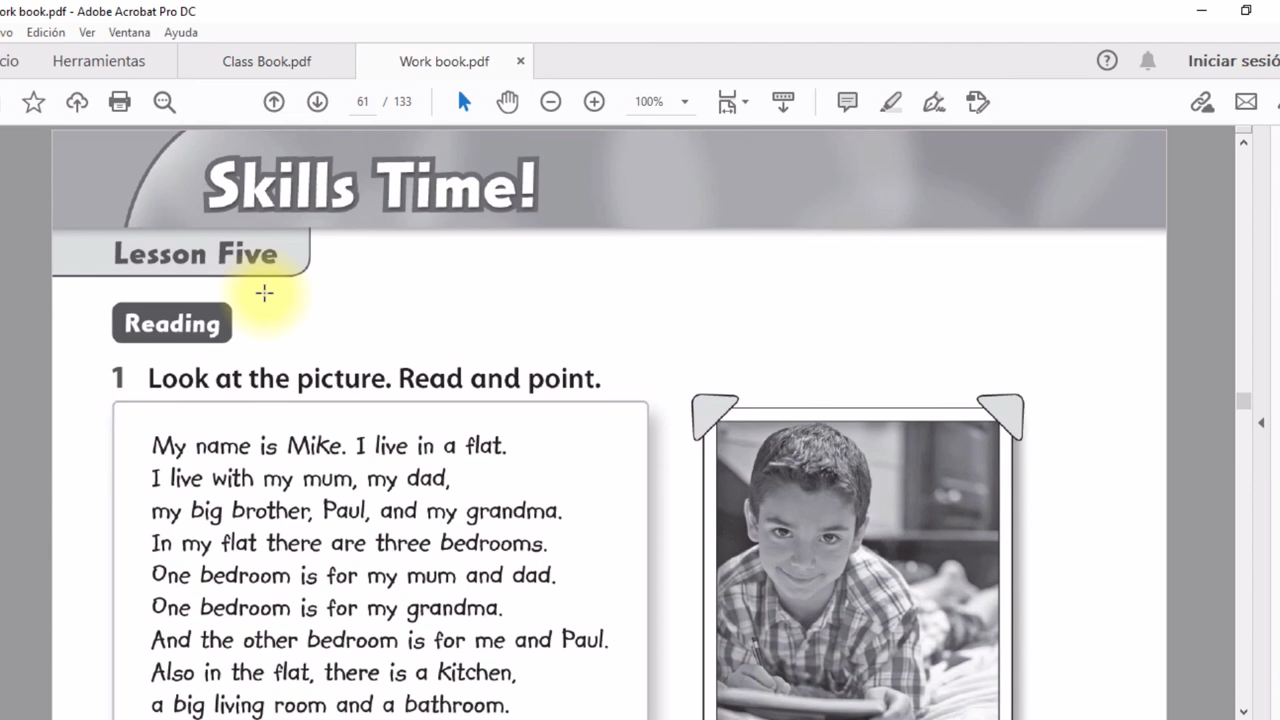 ork book.pdf - Adobe Acrobat Pro DC
vo Edición Ver Ventana Ayuda
cio Herramientas Class Book.pdf Work book.pdf × Iniciar sesió
61 / 133 100%
Skills Time!
Lesson Five
Reading
1 Look at the picture. Read and point.
My name is Mike. I live in a flat.
I live with my mum, my dad,
my big brother, Paul, and my grandma.
In my flat there are three bedrooms.
One bedroom is for my mum and dad.
One bedroom is for my grandma.
And the other bedroom is for me and Paul.
Also in the flat, there is a kitchen,
a big living room and a bathroom.